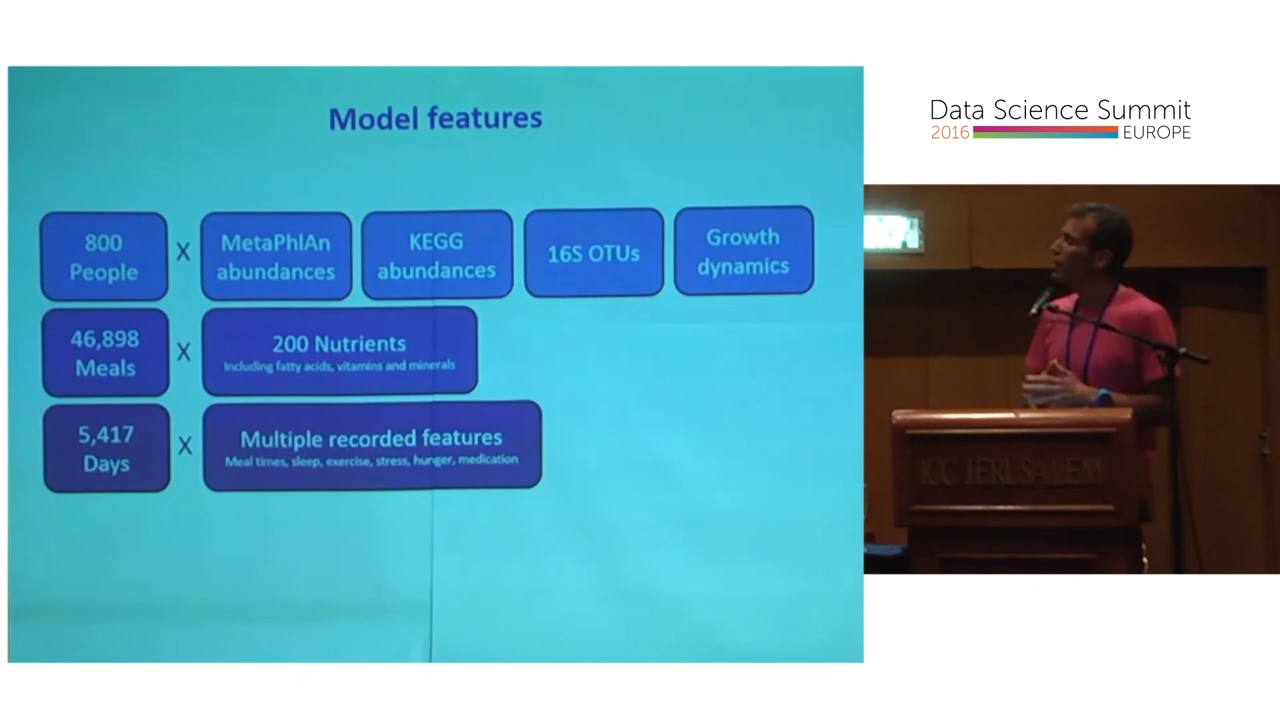 Model features
800
People
X
MetaPhlAn
abundances
KEGG
abundances
16S OTUs
Growth
dynamics
46,898
Meals
X
200 Nutrients
Including fatty acids, vitamins and minerals
5,417
Days
X
Multiple recorded features
Meal times, sleep, exercise, stress, hunger, medication
Data Science Summit
2016 EUROPE
ICC JERUSALEM